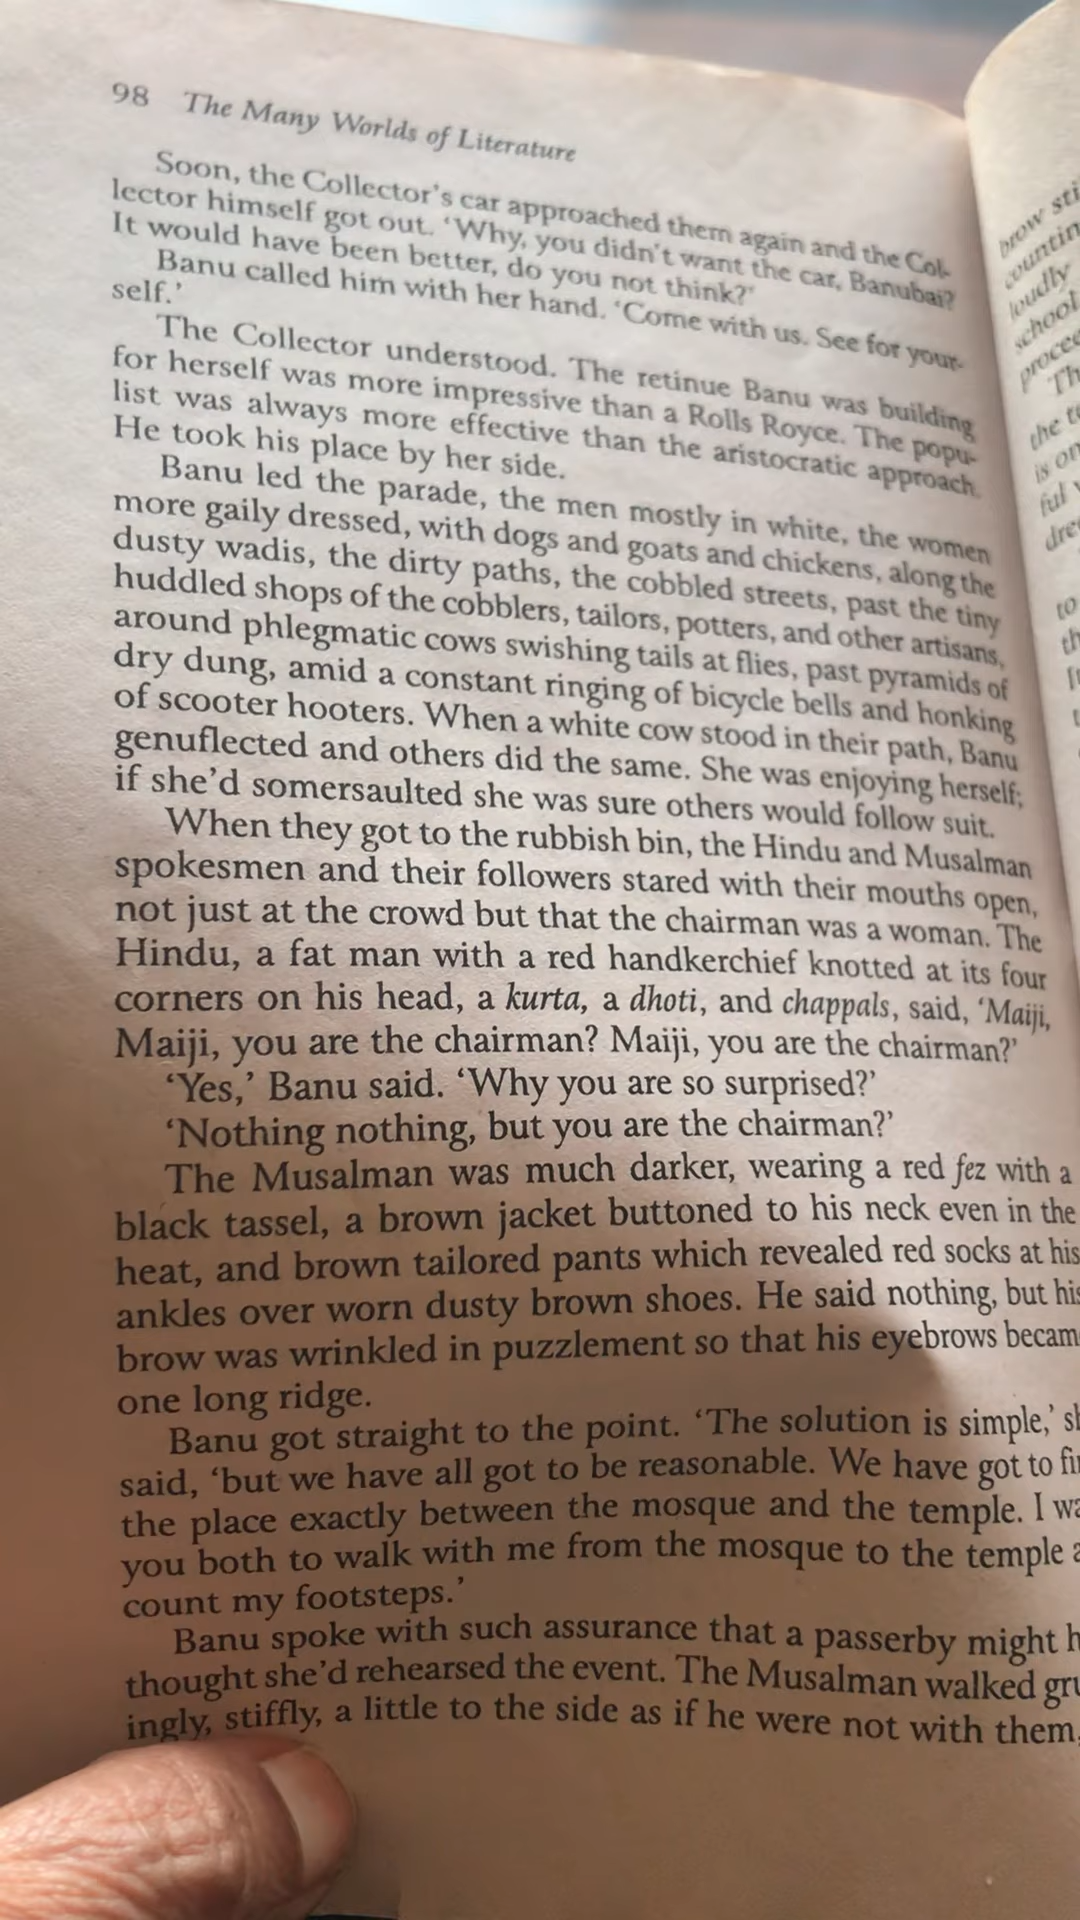 98 The Many Worlds of Literature
Soon, the Collector's car approached them again and the Col-
lector himself got out. 'Why, you didn't want the car, Banubai?
It would have been better, do you not think?'
Banu called him with her hand. 'Come with us. See for your-
self.'
The Collector understood. The retinue Banu was building
for herself was more impressive than a Rolls Royce. The popu-
list was always more effective than the aristocratic approach.
He took his place by her side.
Banu led the parade, the men mostly in white, the women
more gaily dressed, with dogs and goats and chickens, along the
dusty wadis, the dirty paths, the cobbled streets, past the tiny
huddled shops of the cobblers, tailors, potters, and other artisans,
around phlegmatic cows swishing tails at flies, past pyramids of
dry dung, amid a constant ringing of bicycle bells and honking
of scooter hooters. When a white cow stood in their path, Banu
genuflected and others did the same. She was enjoying herself;
if she'd somersaulted she was sure others would follow suit.
When they got to the rubbish bin, the Hindu and Musalman
spokesmen and their followers stared with their mouths open,
not just at the crowd but that the chairman was a woman. The
Hindu, a fat man with a red handkerchief knotted at its four
corners on his head, a kurta, a dhoti, and chappals, said, 'Maiji,
Maiji, you are the chairman? Maiji, you are the chairman?'
'Yes,' Banu said. 'Why you are so surprised?'
'Nothing nothing, but you are the chairman?'
The Musalman was much darker, wearing a red fez with a
black tassel, a brown jacket buttoned to his neck even in the
heat, and brown tailored pants which revealed red socks at his
ankles over worn dusty brown shoes. He said nothing, but his
brow was wrinkled in puzzlement so that his eyebrows becam
one long ridge.
Banu got straight to the point. 'The solution is simple,'
said, 'but we have all got to be reasonable. We have got to
the place exactly between the mosque and the temple. I
you both to walk with me from the mosque to the temple
count my footsteps.'
Banu spoke with such assurance that a passerby might
thought she'd rehearsed the event. The Musalman walked
ingly, stiffly, a little to the side as if he were not with them,
brow
countin
loudly
school
procee
Th
the
is on
ful
dre
to
th